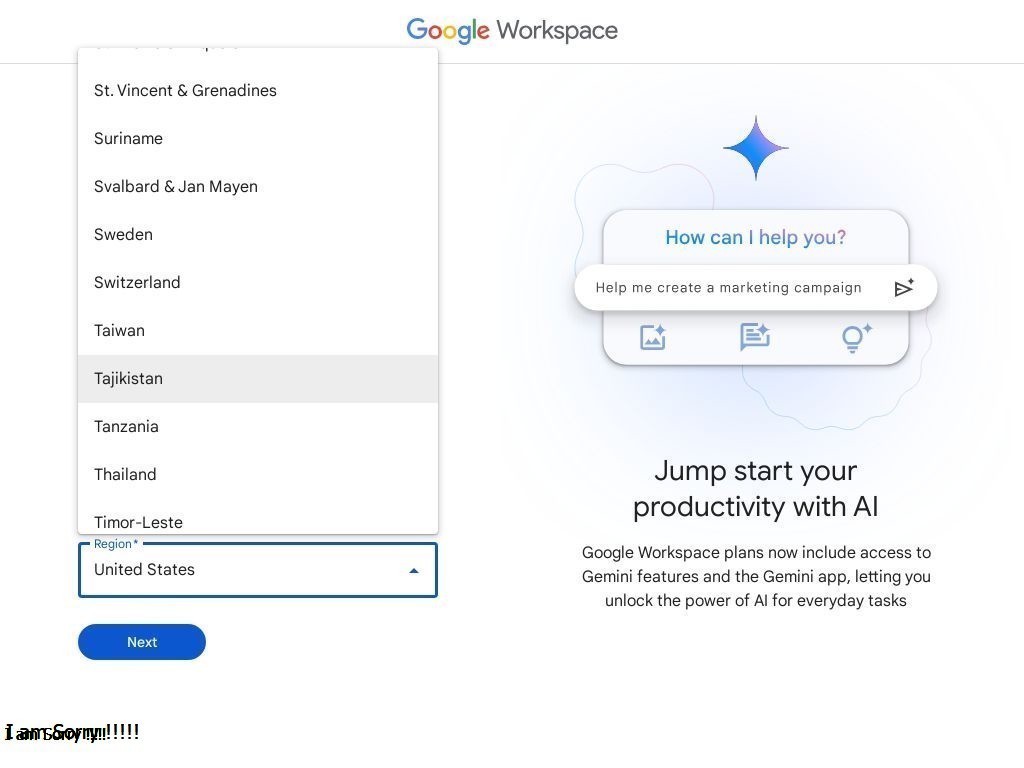 Google Workspace
St. Vincent & Grenadines
Suriname
Svalbard & Jan Mayen
Sweden
Switzerland
Taiwan
Tajikistan
Tanzania
Thailand
Timor-Leste
Region*
United States
Next
How can I help you?
Help me create a marketing campaign
Jump start your
productivity with AI
Google Workspace plans now include access to
Gemini features and the Gemini app, letting you
unlock the power of AI for everyday tasks
I am Sorry !!!!!
I am Sorry !!!!